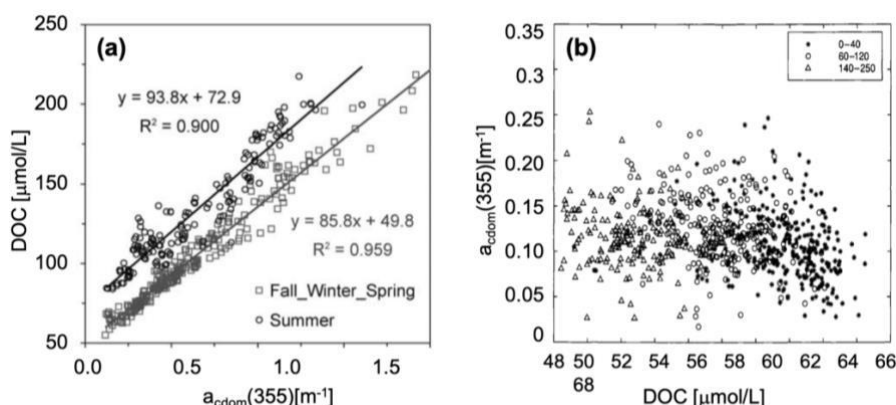 (a)
DOC [μmol/L]
250
200
150
100
50
y = 93.8x + 72.9
R² = 0.900
y = 85.8x + 49.8
R² = 0.959
Fall_Winter_Spring
Summer
0.0 0.5 1.0 1.5
a_cdom(355)[m⁻¹]
(b)
a_cdom(355)[m⁻¹]
0.35
0.30
0.25
0.20
0.15
0.10
0.05
0
0–40
60–120
140–250
48 50 52 54 56 58 60 62 64 66
68
DOC [μmol/L]